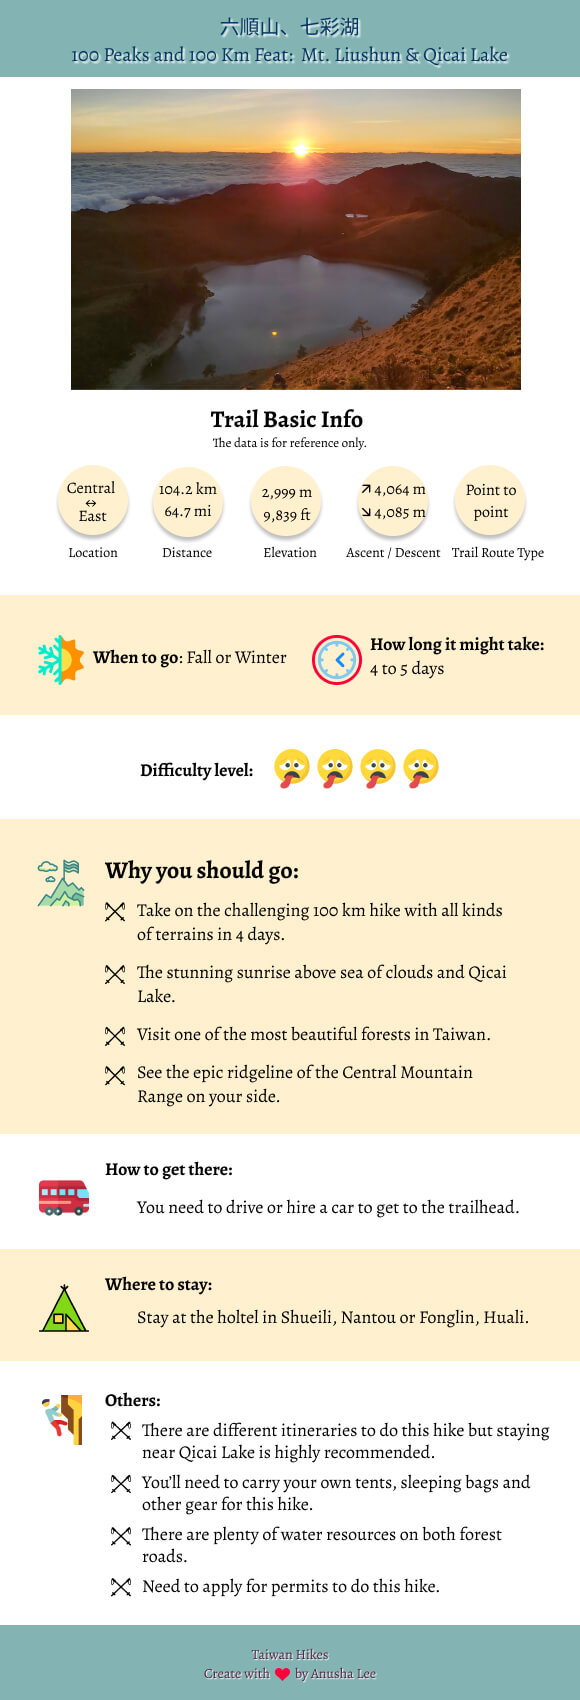 六順山、七彩湖
100 Peaks and 100 Km Feat: Mt. Liushun & Qicai Lake
Trail Basic Info
The data is for reference only.
Central
↔
East
Location
104.2 km
64.7 mi
Distance
2,999 m
9,839 ft
Elevation
↗ 4,064 m
↘ 4,085 m
Ascent / Descent
Point to
point
Trail Route Type
When to go: Fall or Winter
How long it might take:
4 to 5 days
Difficulty level:
Why you should go:
Take on the challenging 100 km hike with all kinds
of terrains in 4 days.
The stunning sunrise above sea of clouds and Qicai
Lake.
Visit one of the most beautiful forests in Taiwan.
See the epic ridgeline of the Central Mountain
Range on your side.
How to get there:
You need to drive or hire a car to get to the trailhead.
Where to stay:
Stay at the holtel in Shueili, Nantou or Fonglin, Huali.
Others:
There are different itineraries to do this hike but staying
near Qicai Lake is highly recommended.
You'll need to carry your own tents, sleeping bags and
other gear for this hike.
There are plenty of water resources on both forest
roads.
Need to apply for permits to do this hike.
Taiwan Hikes
Create with ❤ by Anusha Lee